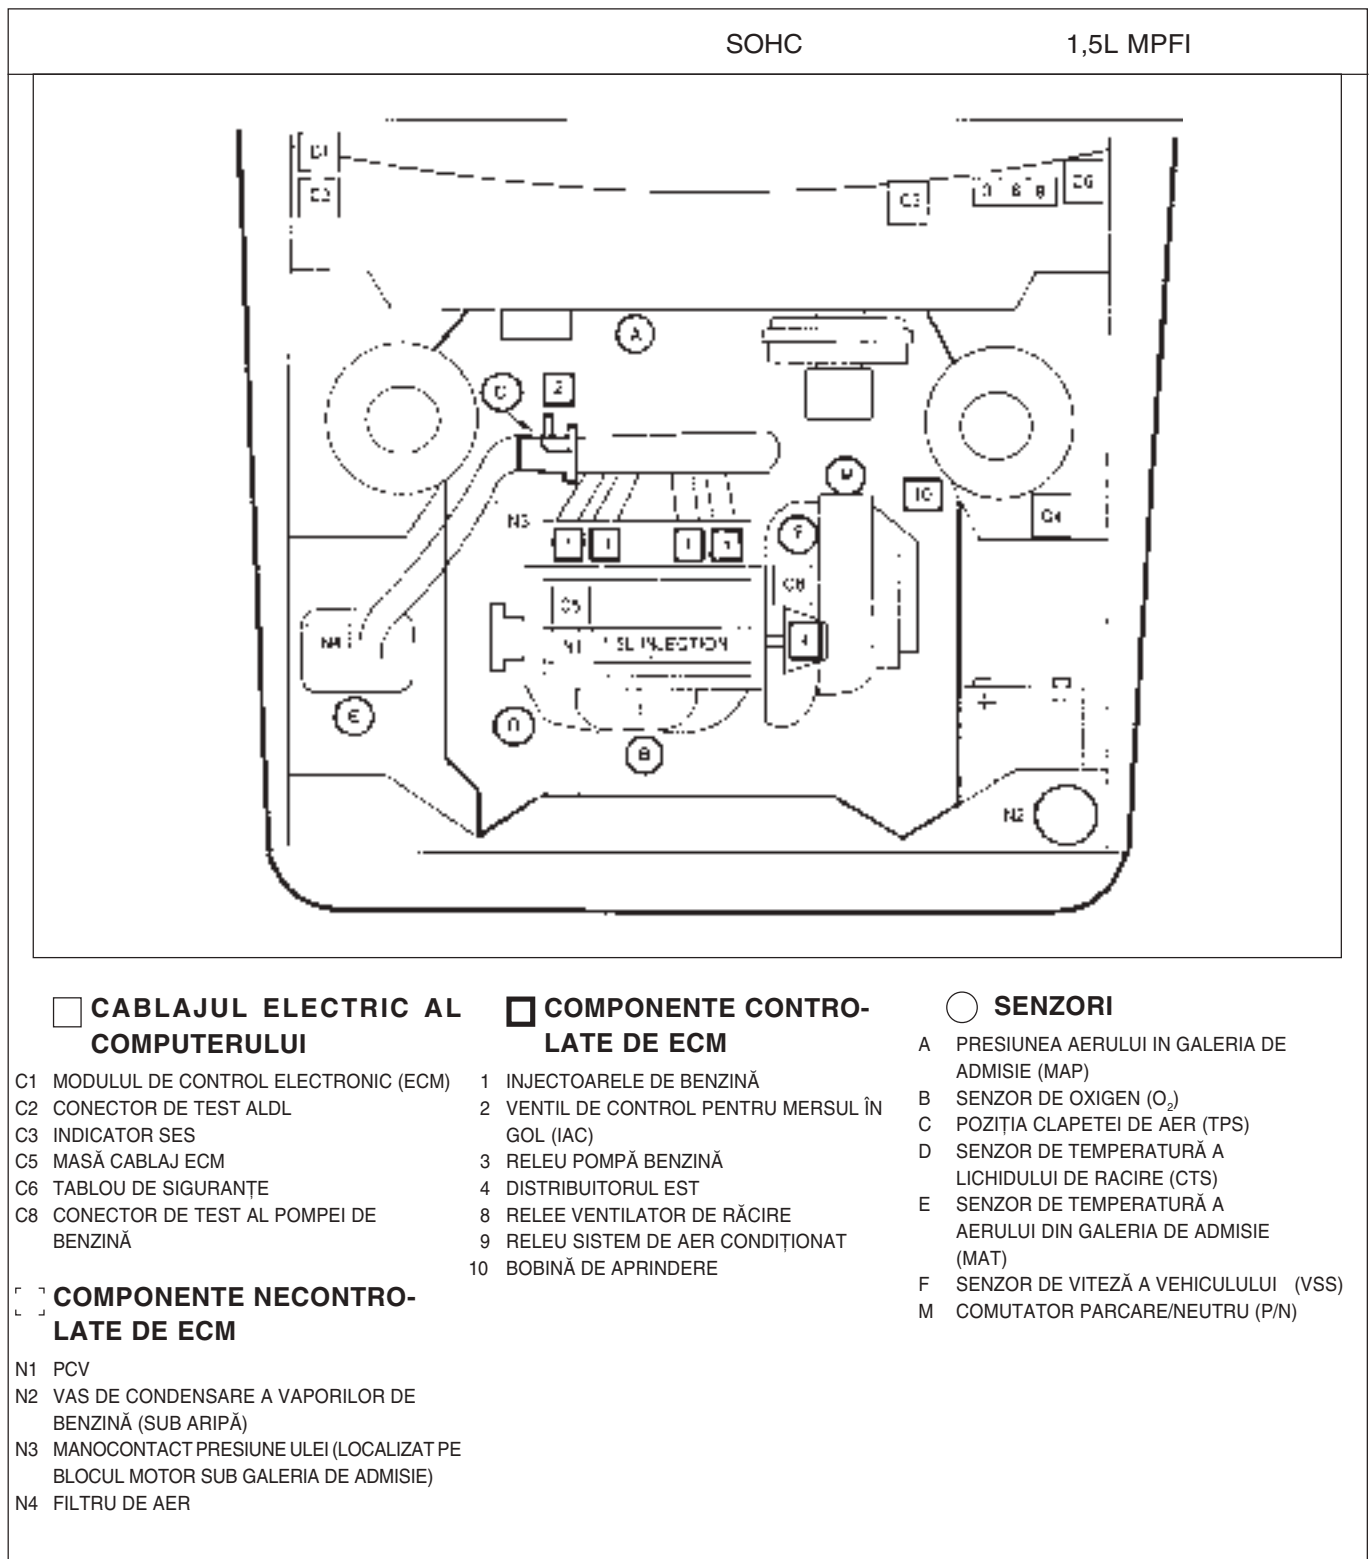 SOHC 1,5L MPFI
C3
C6
A
2
M
10
N3
F
C8
C5
N1
INJECTION
4
N4
E
B
N2
CABLAJUL ELECTRIC AL
COMPUTERULUI
C1 MODULUL DE CONTROL ELECTRONIC (ECM)
C2 CONECTOR DE TEST ALDL
C3 INDICATOR SES
C5 MASĂ CABLAJ ECM
C6 TABLOU DE SIGURANȚE
C8 CONECTOR DE TEST AL POMPEI DE
BENZINĂ
COMPONENTE NECONTRO-
LATE DE ECM
N1 PCV
N2 VAS DE CONDENSARE A VAPORILOR DE
BENZINĂ (SUB ARIPĂ)
N3 MANOCONTACT PRESIUNE ULEI (LOCALIZAT PE
BLOCUL MOTOR SUB GALERIA DE ADMISIE)
N4 FILTRU DE AER
COMPONENTE CONTRO-
LATE DE ECM
1 INJECTOARELE DE BENZINĂ
2 VENTIL DE CONTROL PENTRU MERSUL ÎN
GOL (IAC)
3 RELEU POMPĂ BENZINĂ
4 DISTRIBUITORUL EST
8 RELEE VENTILATOR DE RĂCIRE
9 RELEU SISTEM DE AER CONDIȚIONAT
10 BOBINĂ DE APRINDERE
SENZORI
A PRESIUNEA AERULUI IN GALERIA DE
ADMISIE (MAP)
B SENZOR DE OXIGEN (O₂)
C POZIȚIA CLAPETEI DE AER (TPS)
D SENZOR DE TEMPERATURĂ A
LICHIDULUI DE RACIRE (CTS)
E SENZOR DE TEMPERATURĂ A
AERULUI DIN GALERIA DE ADMISIE
(MAT)
F SENZOR DE VITEZĂ A VEHICULULUI (VSS)
M COMUTATOR PARCARE/NEUTRU (P/N)